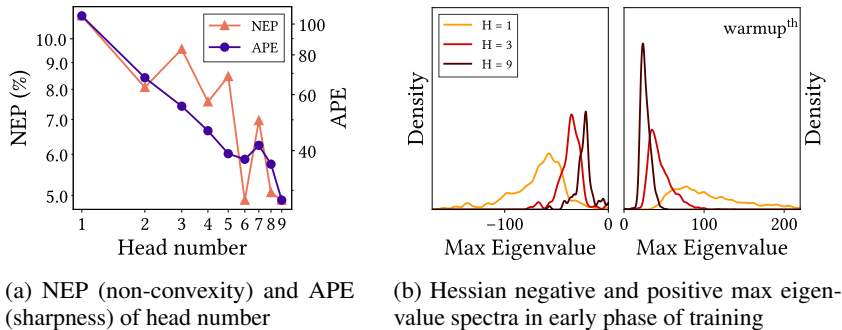 NEP
APE
10.0
9.0
8.0
7.0
6.0
5.0
NEP (%)
100
80
60
40
APE
1 2 3 4 5 6 7 8 9
Head number
(a) NEP (non-convexity) and APE
(sharpness) of head number
H = 1
H = 3
H = 9
Density
−100 0
Max Eigenvalue
warmupᵗʰ
Density
0 100 200
Max Eigenvalue
(b) Hessian negative and positive max eigen-
value spectra in early phase of training